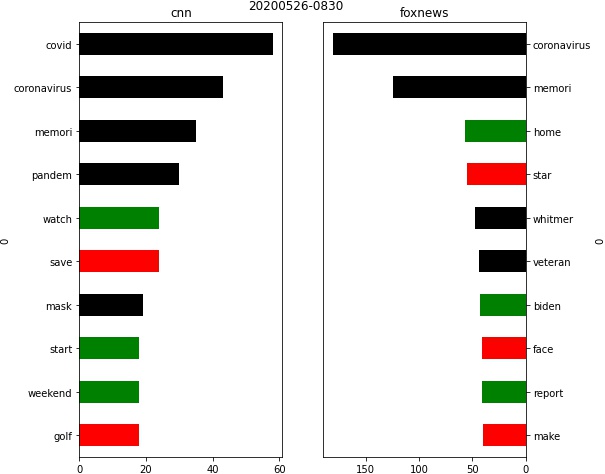 20200526-0830
cnn
covid
coronavirus
memori
pandem
watch
save
mask
start
weekend
golf
0
0 20 40 60
foxnews
coronavirus
memori
home
star
whitmer
veteran
biden
face
report
make
0
150 100 50 0